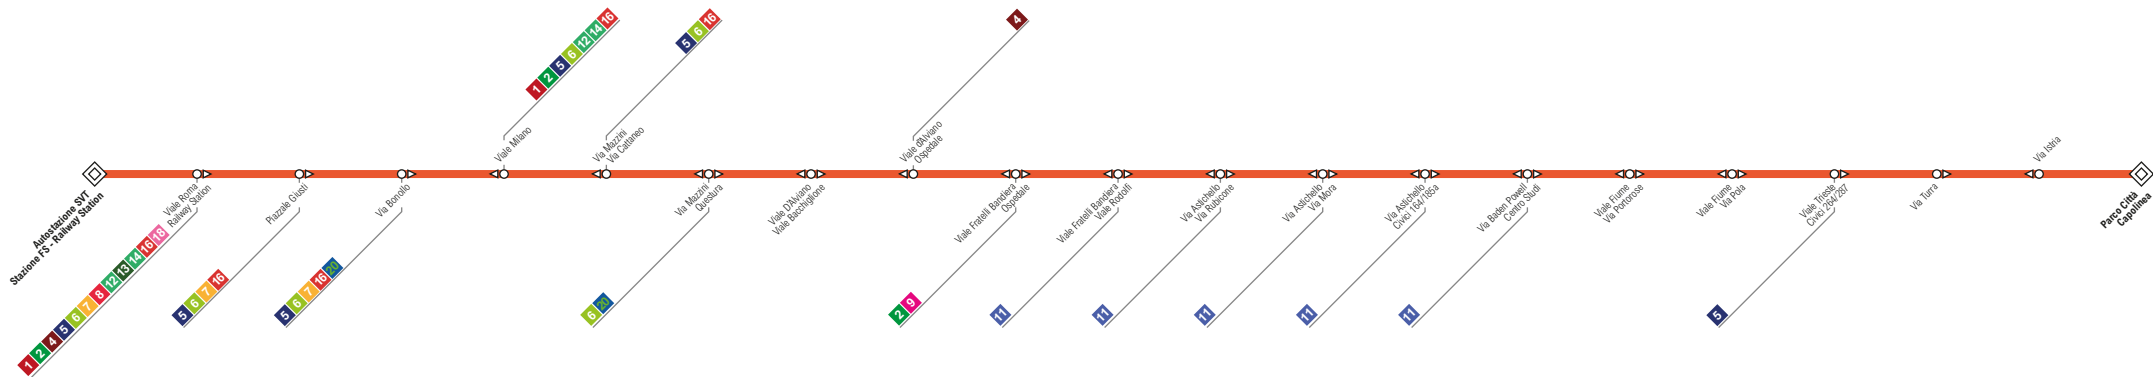 Autostazione SVT
Stazione FS - Railway Station
Viale Roma
Railway Station
1 2 4 5 6 7 8 12 13 14 16 18
Piazzale Giusti
5 6 7 16
Via Bonollo
5 6 7 16 20
Viale Milano
1 2 5 6 12 14 16
Via Mazzini
Via Cattaneo
5 6 16
Via Mazzini
Questura
6 20
Viale D'Alviano
Viale Bacchiglione
Viale d'Alviano
Ospedale
4
Viale Fratelli Bandiera
Ospedale
2 9
Viale Fratelli Bandiera
Viale Rodolfi
11
Via Astichello
Via Rubicone
11
Via Astichello
Via Mora
11
Via Astichello
Civici 164/165a
11
Via Baden Powell
Centro Studi
11
Viale Fiume
Via Portorose
Viale Fiume
Via Pola
Viale Trieste
Civici 264/287
5
Via Turra
Via Istria
Parco Città
Capolinea